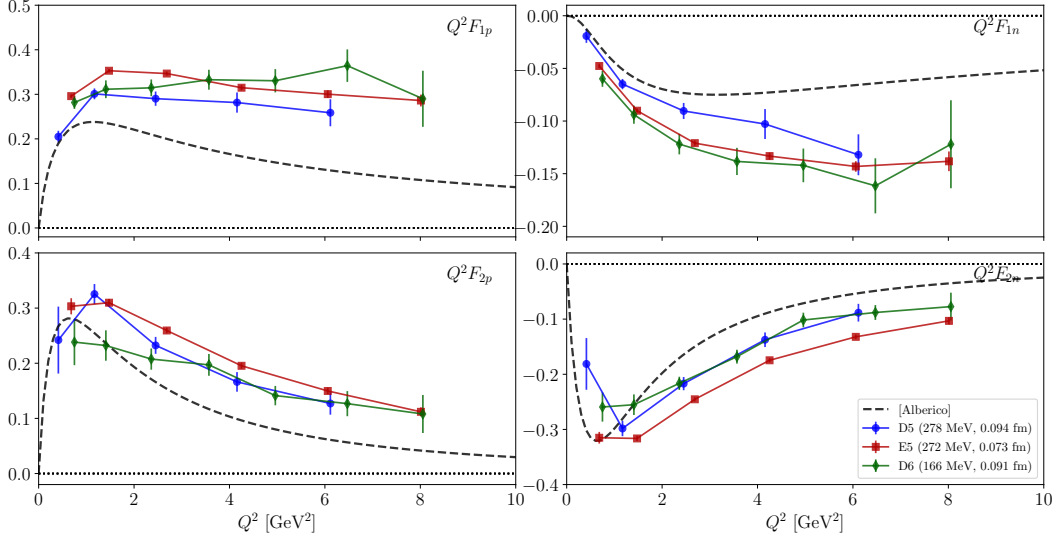 0.5
0.4
0.3
0.2
0.1
0.0
Q²F₁ₚ
0.00
−0.05
−0.10
−0.15
−0.20
Q²F₁ₙ
0.4
0.3
0.2
0.1
0.0
Q²F₂ₚ
0 2 4 6 8 10
Q² [GeV²]
0.0
−0.1
−0.2
−0.3
−0.4
Q²F₂ₙ
[Alberico]
D5 (278 MeV, 0.094 fm)
E5 (272 MeV, 0.073 fm)
D6 (166 MeV, 0.091 fm)
0 2 4 6 8 10
Q² [GeV²]